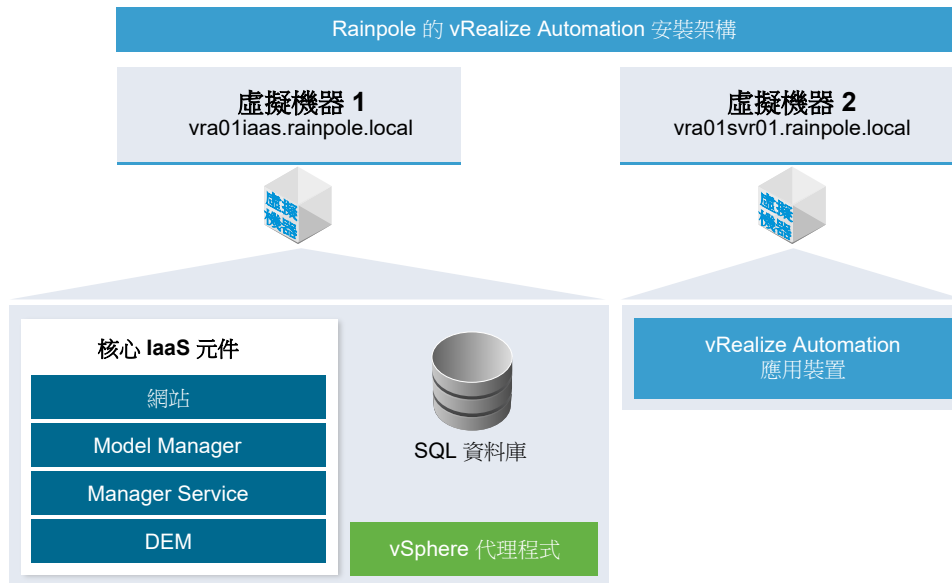 Rainpole 的 vRealize Automation 安裝架構
虛擬機器 1
vra01iaas.rainpole.local
虛擬機器 2
vra01svr01.rainpole.local
虛擬
機器
虛擬
機器
核心 IaaS 元件
網站
Model Manager
Manager Service
DEM
SQL 資料庫
vSphere 代理程式
vRealize Automation
應用裝置